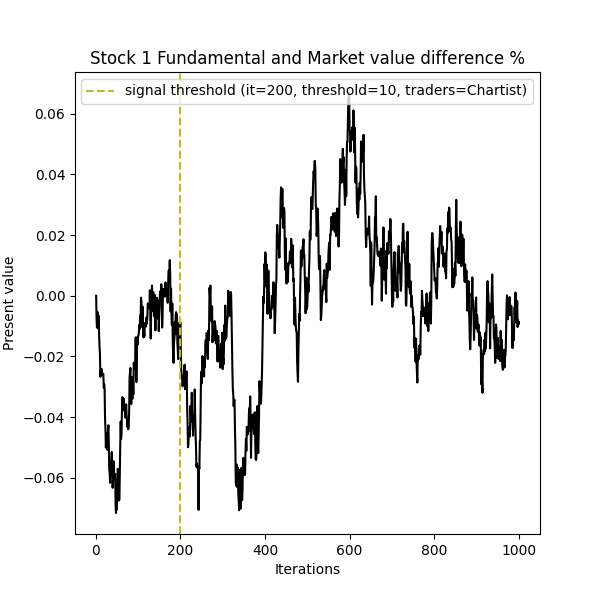 Stock 1 Fundamental and Market value difference %
signal threshold (it=200, threshold=10, traders=Chartist)
0.06
0.04
0.02
0.00
−0.02
−0.04
−0.06
Present value
0 200 400 600 800 1000
Iterations